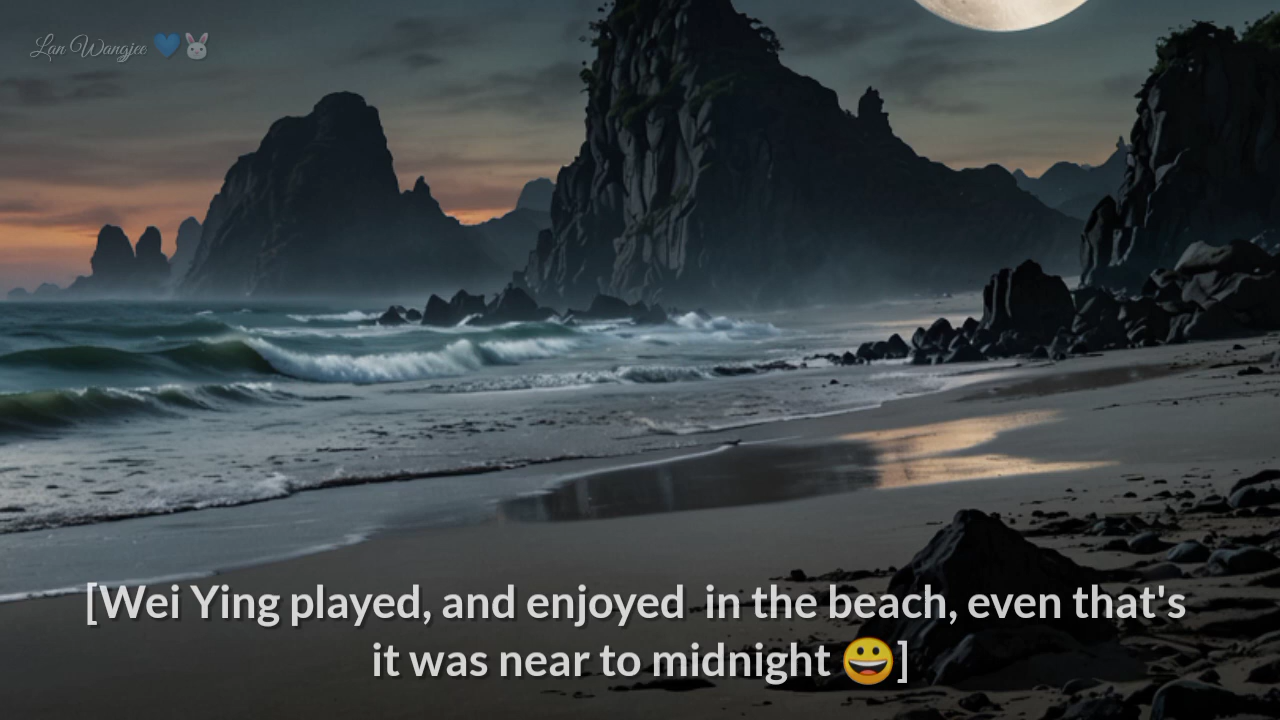 Lan Wangjee 💙🐰
[Wei Ying played, and enjoyed  in the beach, even that's
it was near to midnight 😀]